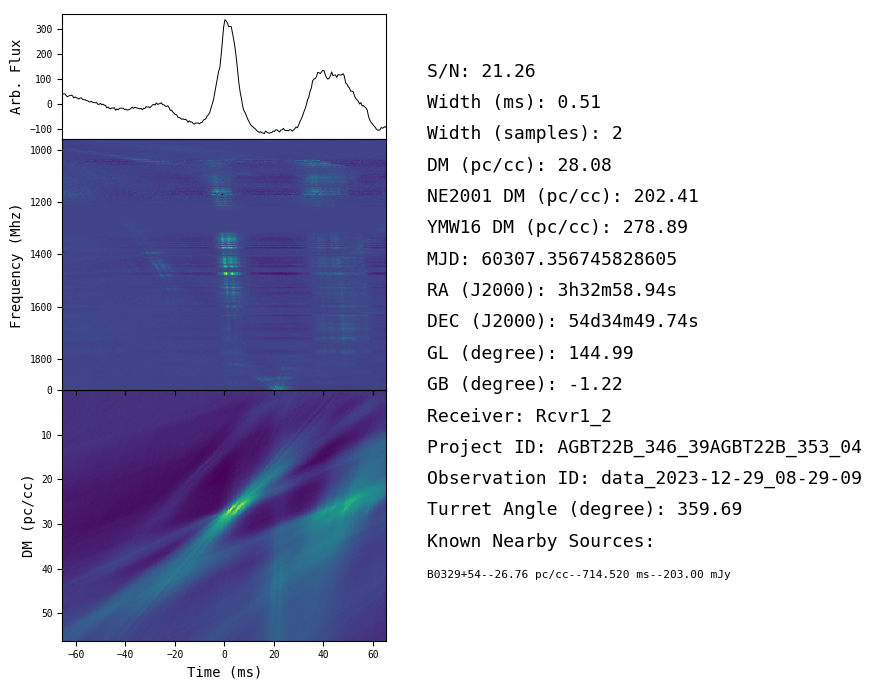 300
200
100
0
−100
Arb. Flux
1000
1200
1400
1600
1800
Frequency (Mhz)
0
10
20
30
40
50
DM (pc/cc)
−60
−40
−20
0
20
40
60
Time (ms)
S/N: 21.26
Width (ms): 0.51
Width (samples): 2
DM (pc/cc): 28.08
NE2001 DM (pc/cc): 202.41
YMW16 DM (pc/cc): 278.89
MJD: 60307.356745828605
RA (J2000): 3h32m58.94s
DEC (J2000): 54d34m49.74s
GL (degree): 144.99
GB (degree): -1.22
Receiver: Rcvr1_2
Project ID: AGBT22B_346_39AGBT22B_353_04
Observation ID: data_2023-12-29_08-29-09
Turret Angle (degree): 359.69
Known Nearby Sources:
B0329+54--26.76 pc/cc--714.520 ms--203.00 mJy